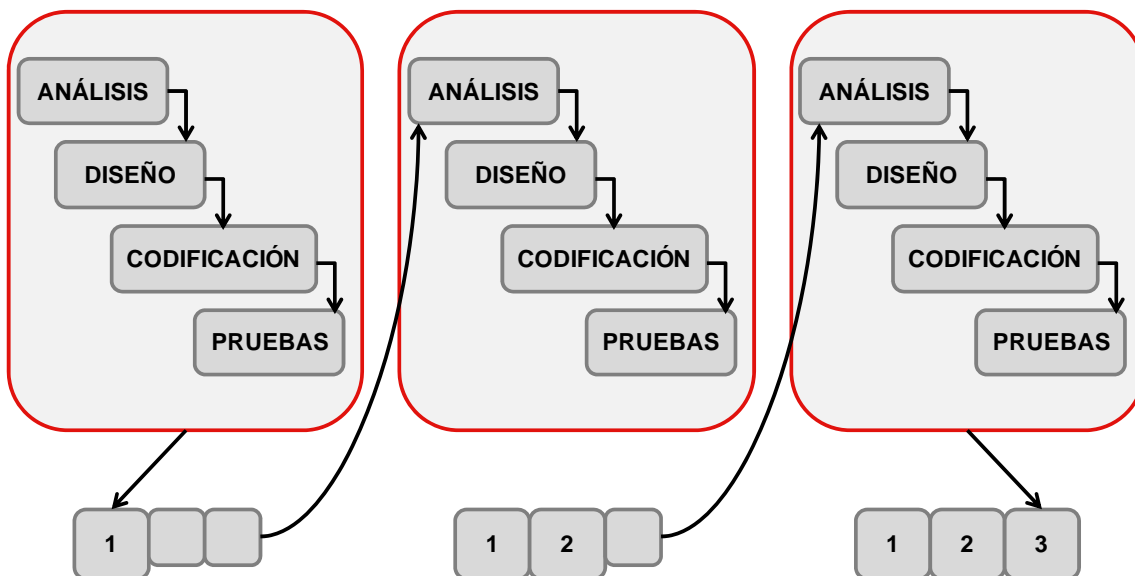 ANÁLISIS
DISEÑO
CODIFICACIÓN
PRUEBAS
1
ANÁLISIS
DISEÑO
CODIFICACIÓN
PRUEBAS
1 2
ANÁLISIS
DISEÑO
CODIFICACIÓN
PRUEBAS
1 2 3